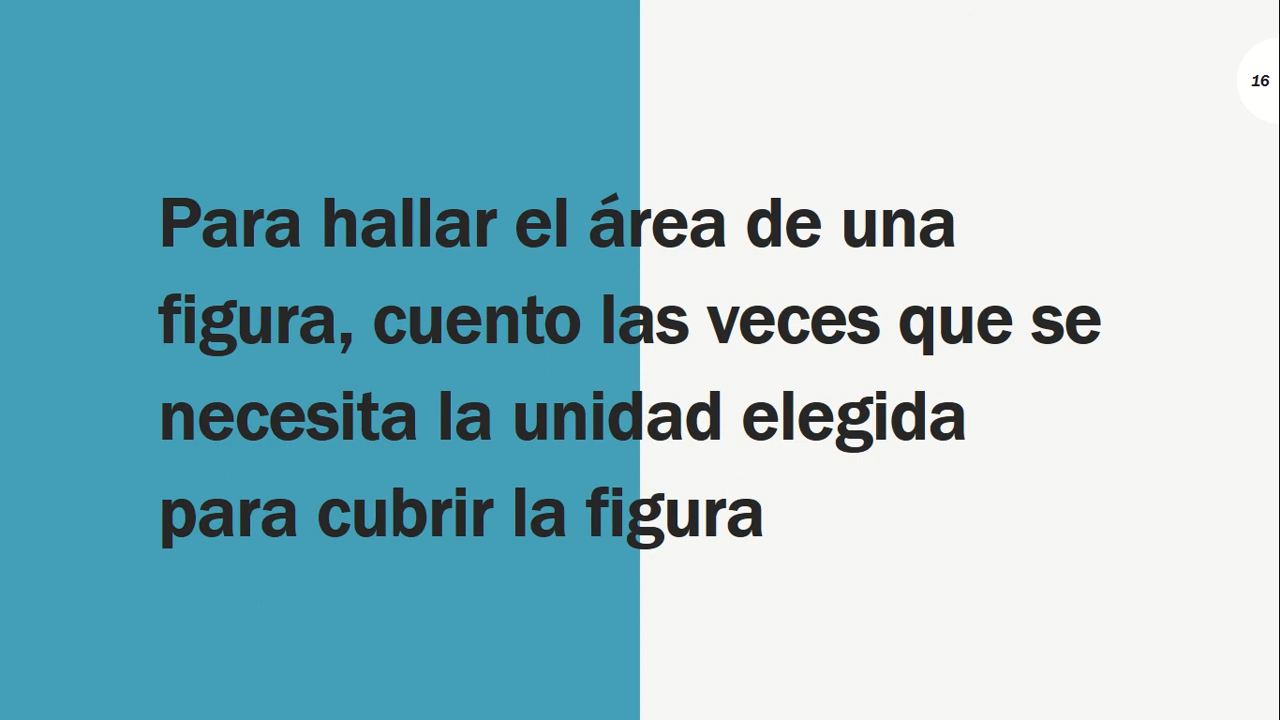 16
Para hallar el área de una
figura, cuento las veces que se
necesita la unidad elegida
para cubrir la figura